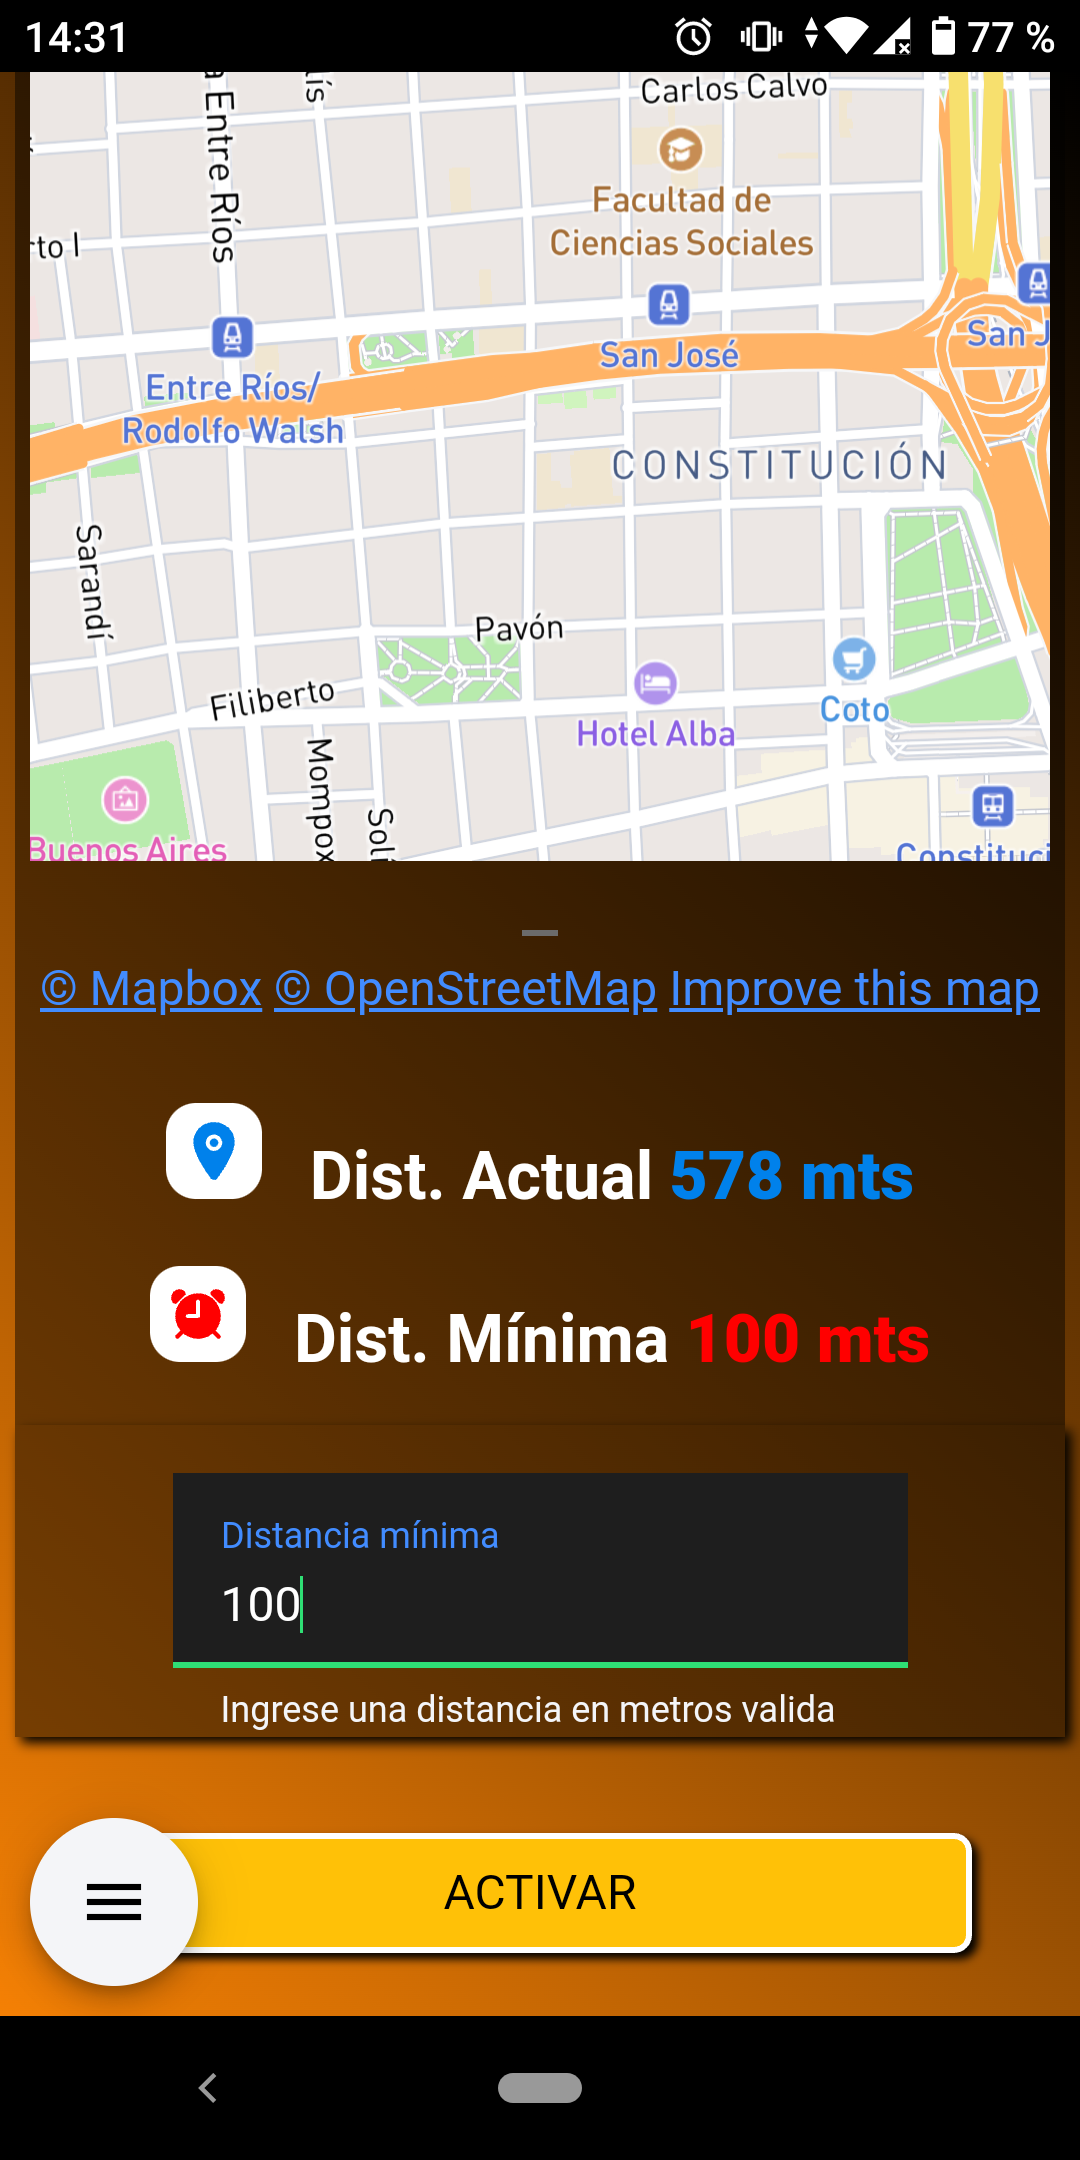 14:31
77 %
Carlos Calvo
Entre Ríos
Facultad de
Ciencias Sociales
San José
Entre Ríos/
Rodolfo Walsh
CONSTITUCIÓN
Sarandí
Pavón
Filiberto
Hotel Alba
Coto
Mompox
Buenos Aires
© Mapbox © OpenStreetMap Improve this map
Dist. Actual 578 mts
Dist. Mínima 100 mts
Distancia mínima
100
Ingrese una distancia en metros valida
ACTIVAR